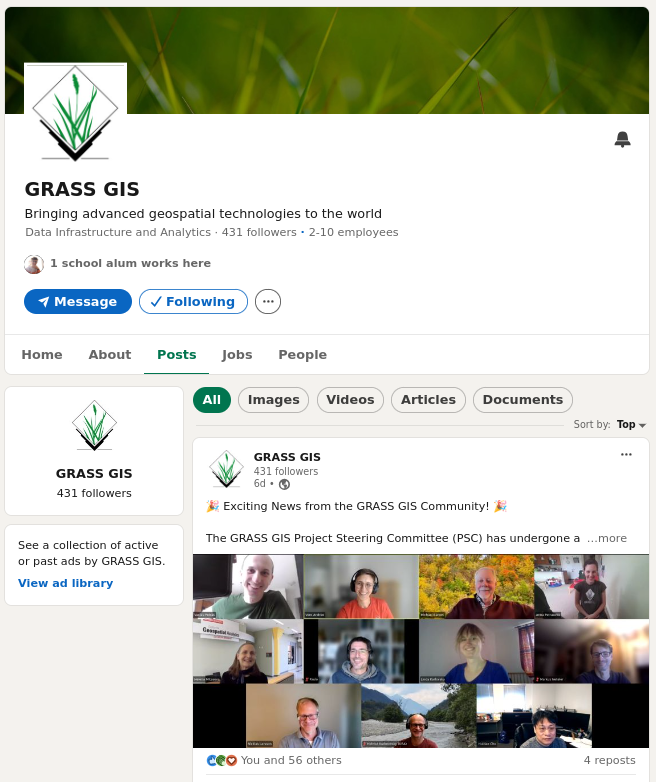 GRASS GIS
Bringing advanced geospatial technologies to the world
Data Infrastructure and Analytics · 431 followers • 2-10 employees
1 school alum works here
Message
Following
Home About Posts Jobs People
GRASS GIS
431 followers
See a collection of active
or past ads by GRASS GIS.
View ad library
All Images Videos Articles Documents
Sort by: Top
GRASS GIS
431 followers
6d •
🎉 Exciting News from the GRASS GIS Community! 🎉
The GRASS GIS Project Steering Committee (PSC) has undergone a ...more
Geospatial
You and 56 others
4 reposts